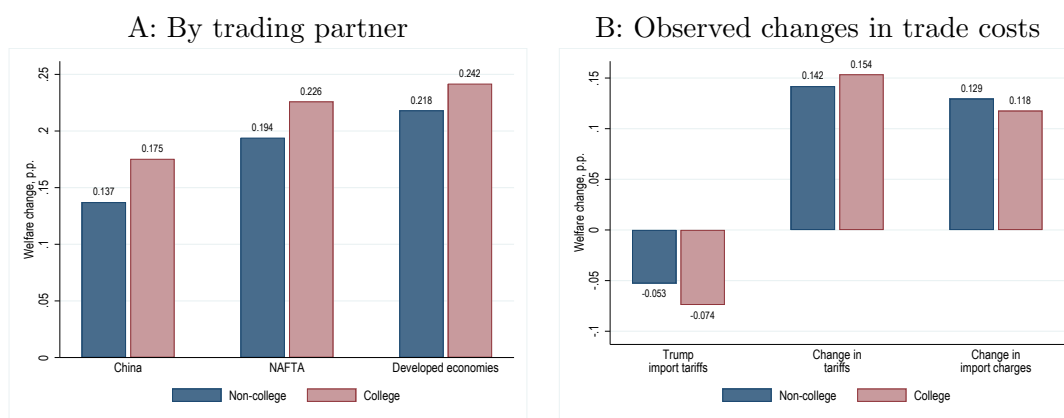 A: By trading partner
Welfare change, p.p.
0
.05
.1
.15
.2
.25
0.137
0.175
0.194
0.226
0.218
0.242
China
NAFTA
Developed economies
Non-college
College
B: Observed changes in trade costs
Welfare change, p.p.
-.1
-.05
0
.05
.1
.15
-0.053
-0.074
0.142
0.154
0.129
0.118
Trump
import tariffs
Change in
tariffs
Change in
import charges
Non-college
College